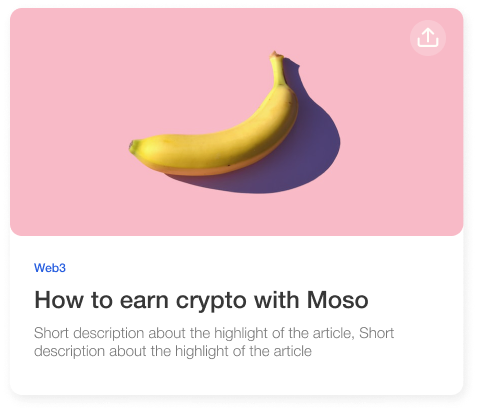 Web3
How to earn crypto with Moso
Short description about the highlight of the article, Short
description about the highlight of the article